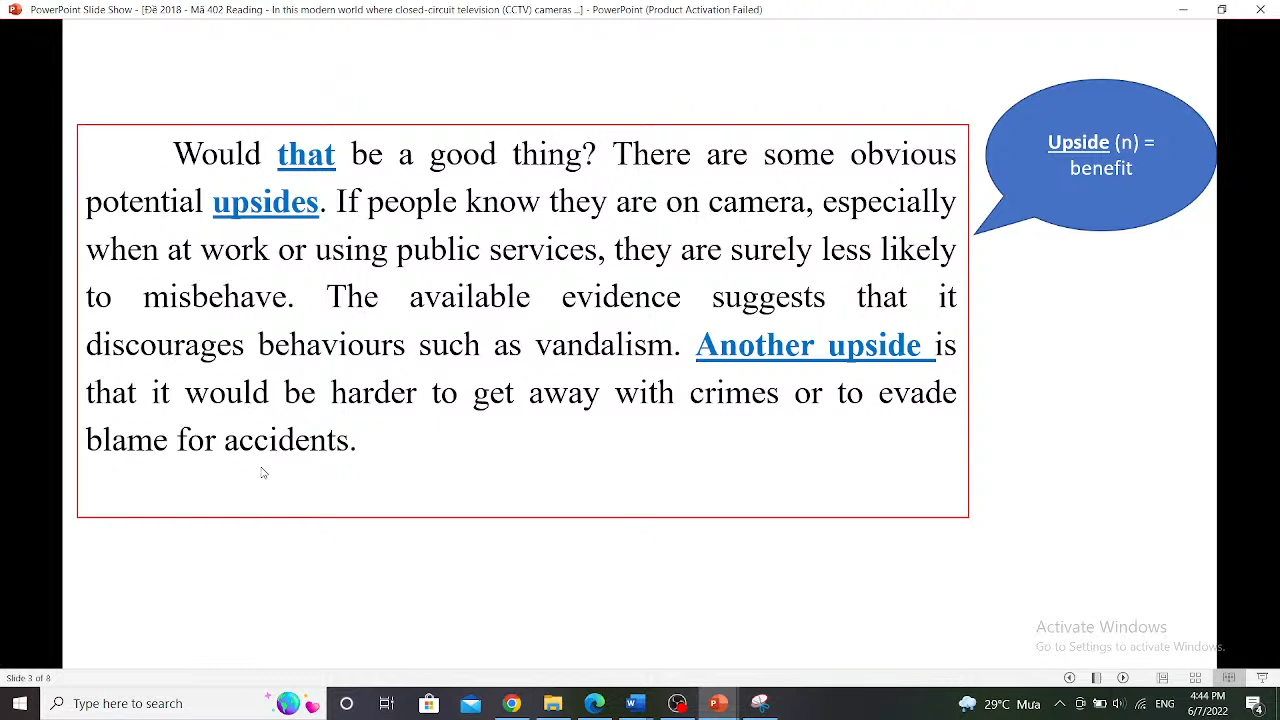 PowerPoint Slide Show - [Đề 2018 - Mã 402 Reading - In this modern world where closed-circuit television (CCTV) cameras ...] - PowerPoint (Product Activation Failed)
Upside (n) =
benefit
Would that be a good thing? There are some obvious
potential upsides. If people know they are on camera, especially
when at work or using public services, they are surely less likely
to misbehave. The available evidence suggests that it
discourages behaviours such as vandalism. Another upside is
that it would be harder to get away with crimes or to evade
blame for accidents.
Activate Windows
Go to Settings to activate Windows.
Slide 3 of 8
Type here to search
29°C Mưa
ENG
4:44 PM
6/7/2022
4